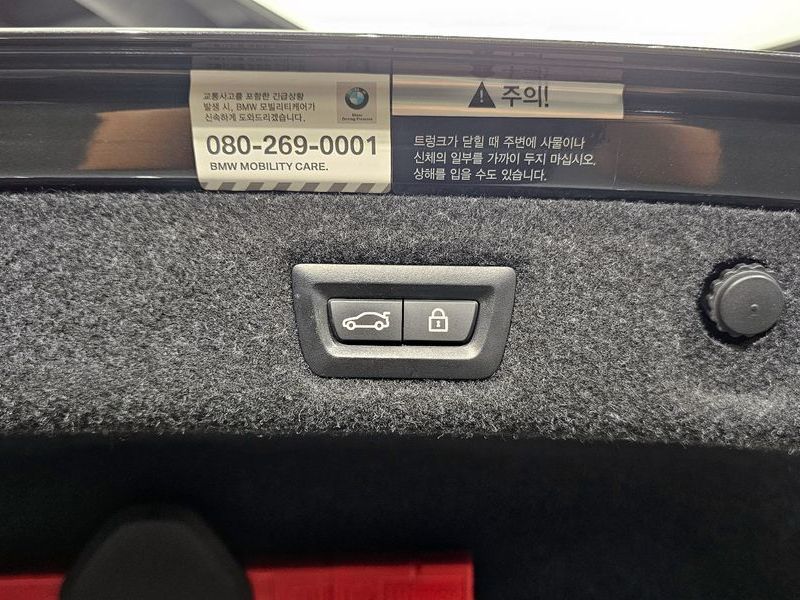 교통사고를 포함한 긴급상황
발생 시, BMW 모빌리티케어가
신속하게 도와드리겠습니다.
080-269-0001
BMW MOBILITY CARE.
주의!
트렁크가 닫힐 때 주변에 사물이나
신체의 일부를 가까이 두지 마십시오.
상해를 입을 수도 있습니다.